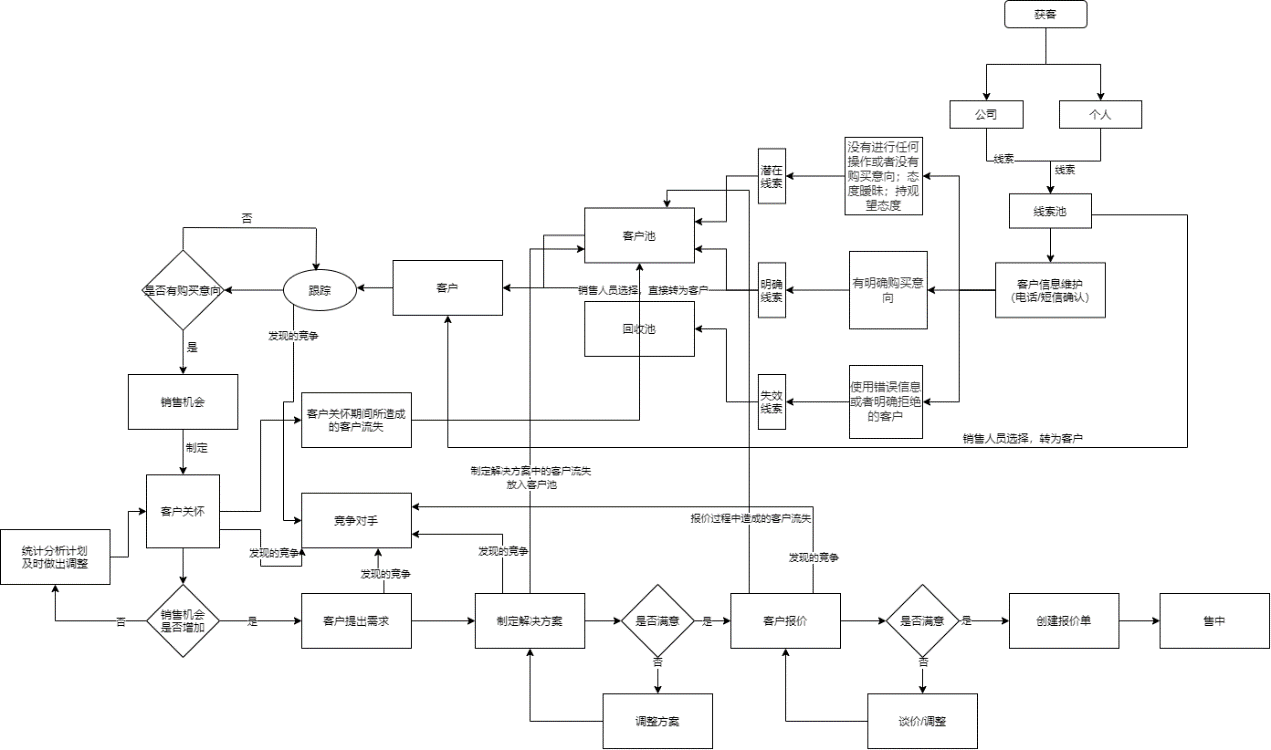 获客
公司
个人
线索
线索
线索池
客户信息维护
（电话/短信确认）
没有进行任何
操作或者没有
购买意向；态
度暧昧；持观
望态度
有明确购买意
向
使用错误信息
或者明确拒绝
的客户
潜在
线索
明确
线索
失效
线索
客户池
销售人员选择，直接转为客户
回收池
销售人员选择，转为客户
客户
跟踪
否
是否有购买意向
是
发现的竞争
销售机会
制定
客户关怀
客户关怀期间所造成
的客户流失
制定解决方案中的客户流失
放入客户池
竞争对手
报价过程中造成的客户流失
发现的竞争
发现的竞争
发现的竞争
发现的竞争
统计分析计划
及时做出调整
否
销售机会
是否增加
是
客户提出需求
制定解决方案
是否满意
是
否
调整方案
客户报价
是否满意
是
否
谈价/调整
创建报价单
售中